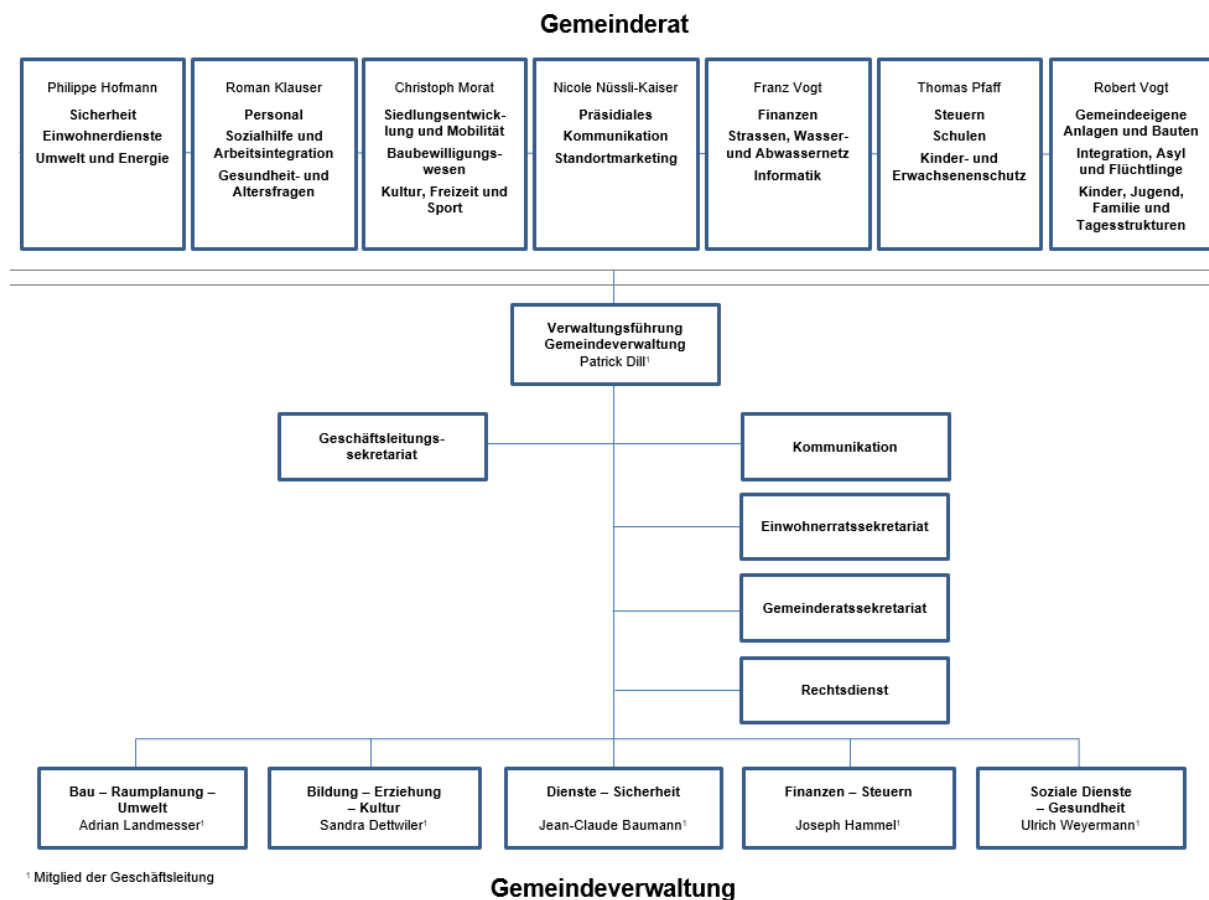 Gemeinderat
Philippe Hofmann
Sicherheit
Einwohnerdienste
Umwelt und Energie
Roman Klauser
Personal
Sozialhilfe und
Arbeitsintegration
Gesundheit- und
Altersfragen
Christoph Morat
Siedlungsentwick-
lung und Mobilität
Baubewilligungs-
wesen
Kultur, Freizeit und
Sport
Nicole Nüssli-Kaiser
Präsidiales
Kommunikation
Standortmarketing
Franz Vogt
Finanzen
Strassen, Wasser-
und Abwassernetz
Informatik
Thomas Pfaff
Steuern
Schulen
Kinder- und
Erwachsenenschutz
Robert Vogt
Gemeindeeigene
Anlagen und Bauten
Integration, Asyl
und Flüchtlinge
Kinder, Jugend,
Familie und
Tagesstrukturen
Verwaltungsführung
Gemeindeverwaltung
Patrick Dill¹
Geschäftsleitungs-
sekretariat
Kommunikation
Einwohnerratssekretariat
Gemeinderatssekretariat
Rechtsdienst
Bau – Raumplanung –
Umwelt
Adrian Landmesser¹
Bildung – Erziehung
– Kultur
Sandra Dettwiler¹
Dienste – Sicherheit
Jean-Claude Baumann¹
Finanzen – Steuern
Joseph Hammel¹
Soziale Dienste
– Gesundheit
Ulrich Weyermann¹
¹ Mitglied der Geschäftsleitung
Gemeindeverwaltung